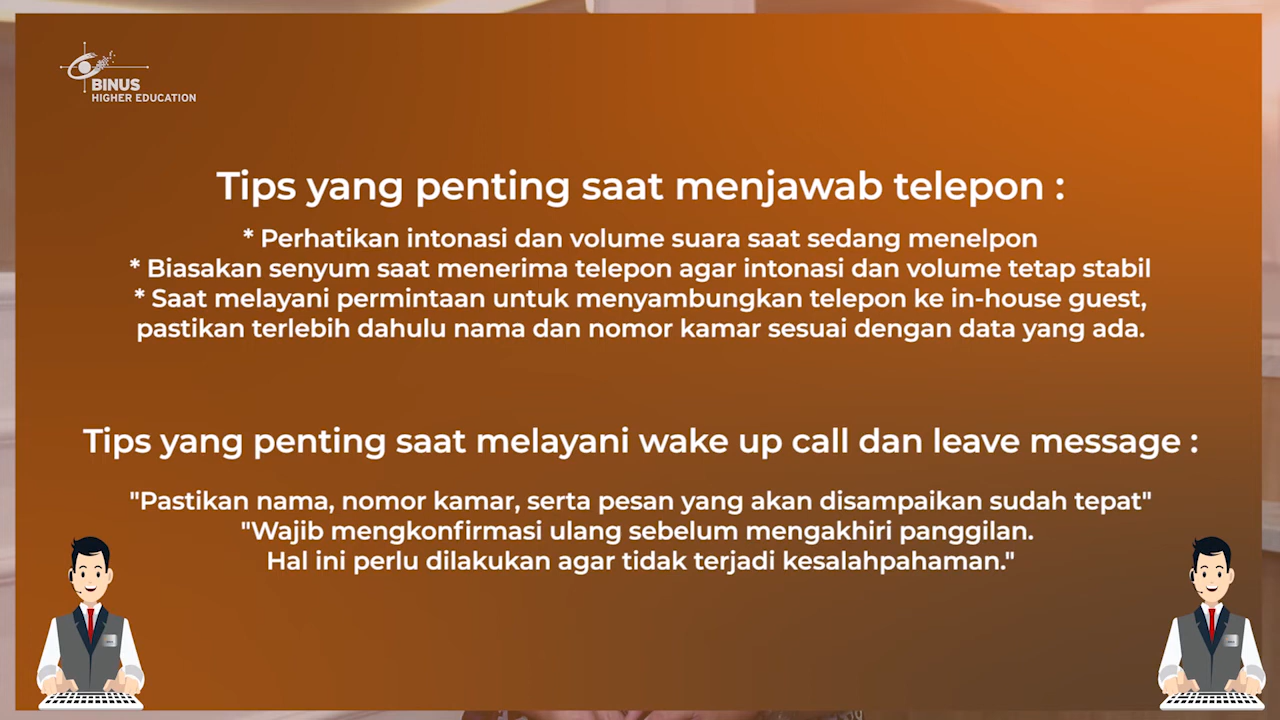 BINUS
HIGHER EDUCATION
Tips yang penting saat menjawab telepon :
* Perhatikan intonasi dan volume suara saat sedang menelpon
* Biasakan senyum saat menerima telepon agar intonasi dan volume tetap stabil
* Saat melayani permintaan untuk menyambungkan telepon ke in-house guest,
pastikan terlebih dahulu nama dan nomor kamar sesuai dengan data yang ada.
Tips yang penting saat melayani wake up call dan leave message :
"Pastikan nama, nomor kamar, serta pesan yang akan disampaikan sudah tepat"
"Wajib mengkonfirmasi ulang sebelum mengakhiri panggilan.
Hal ini perlu dilakukan agar tidak terjadi kesalahpahaman."